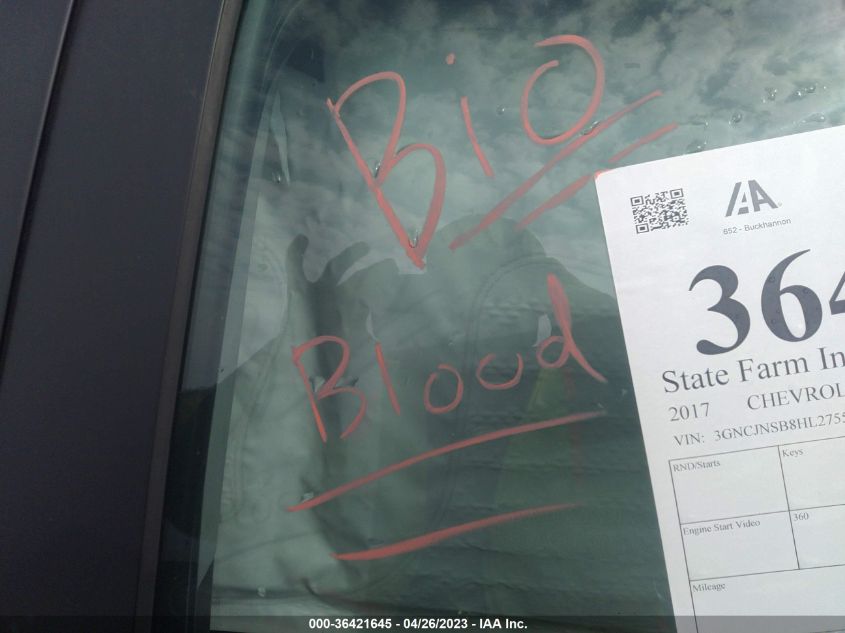 Bio
Blood
IAA
652 - Buckhannon
364
State Farm In
2017 CHEVROL
VIN: 3GNCJNSB8HL2755
RND/Starts
Keys
Engine Start Video
360
Mileage
000-36421645 - 04/26/2023 - IAA Inc.